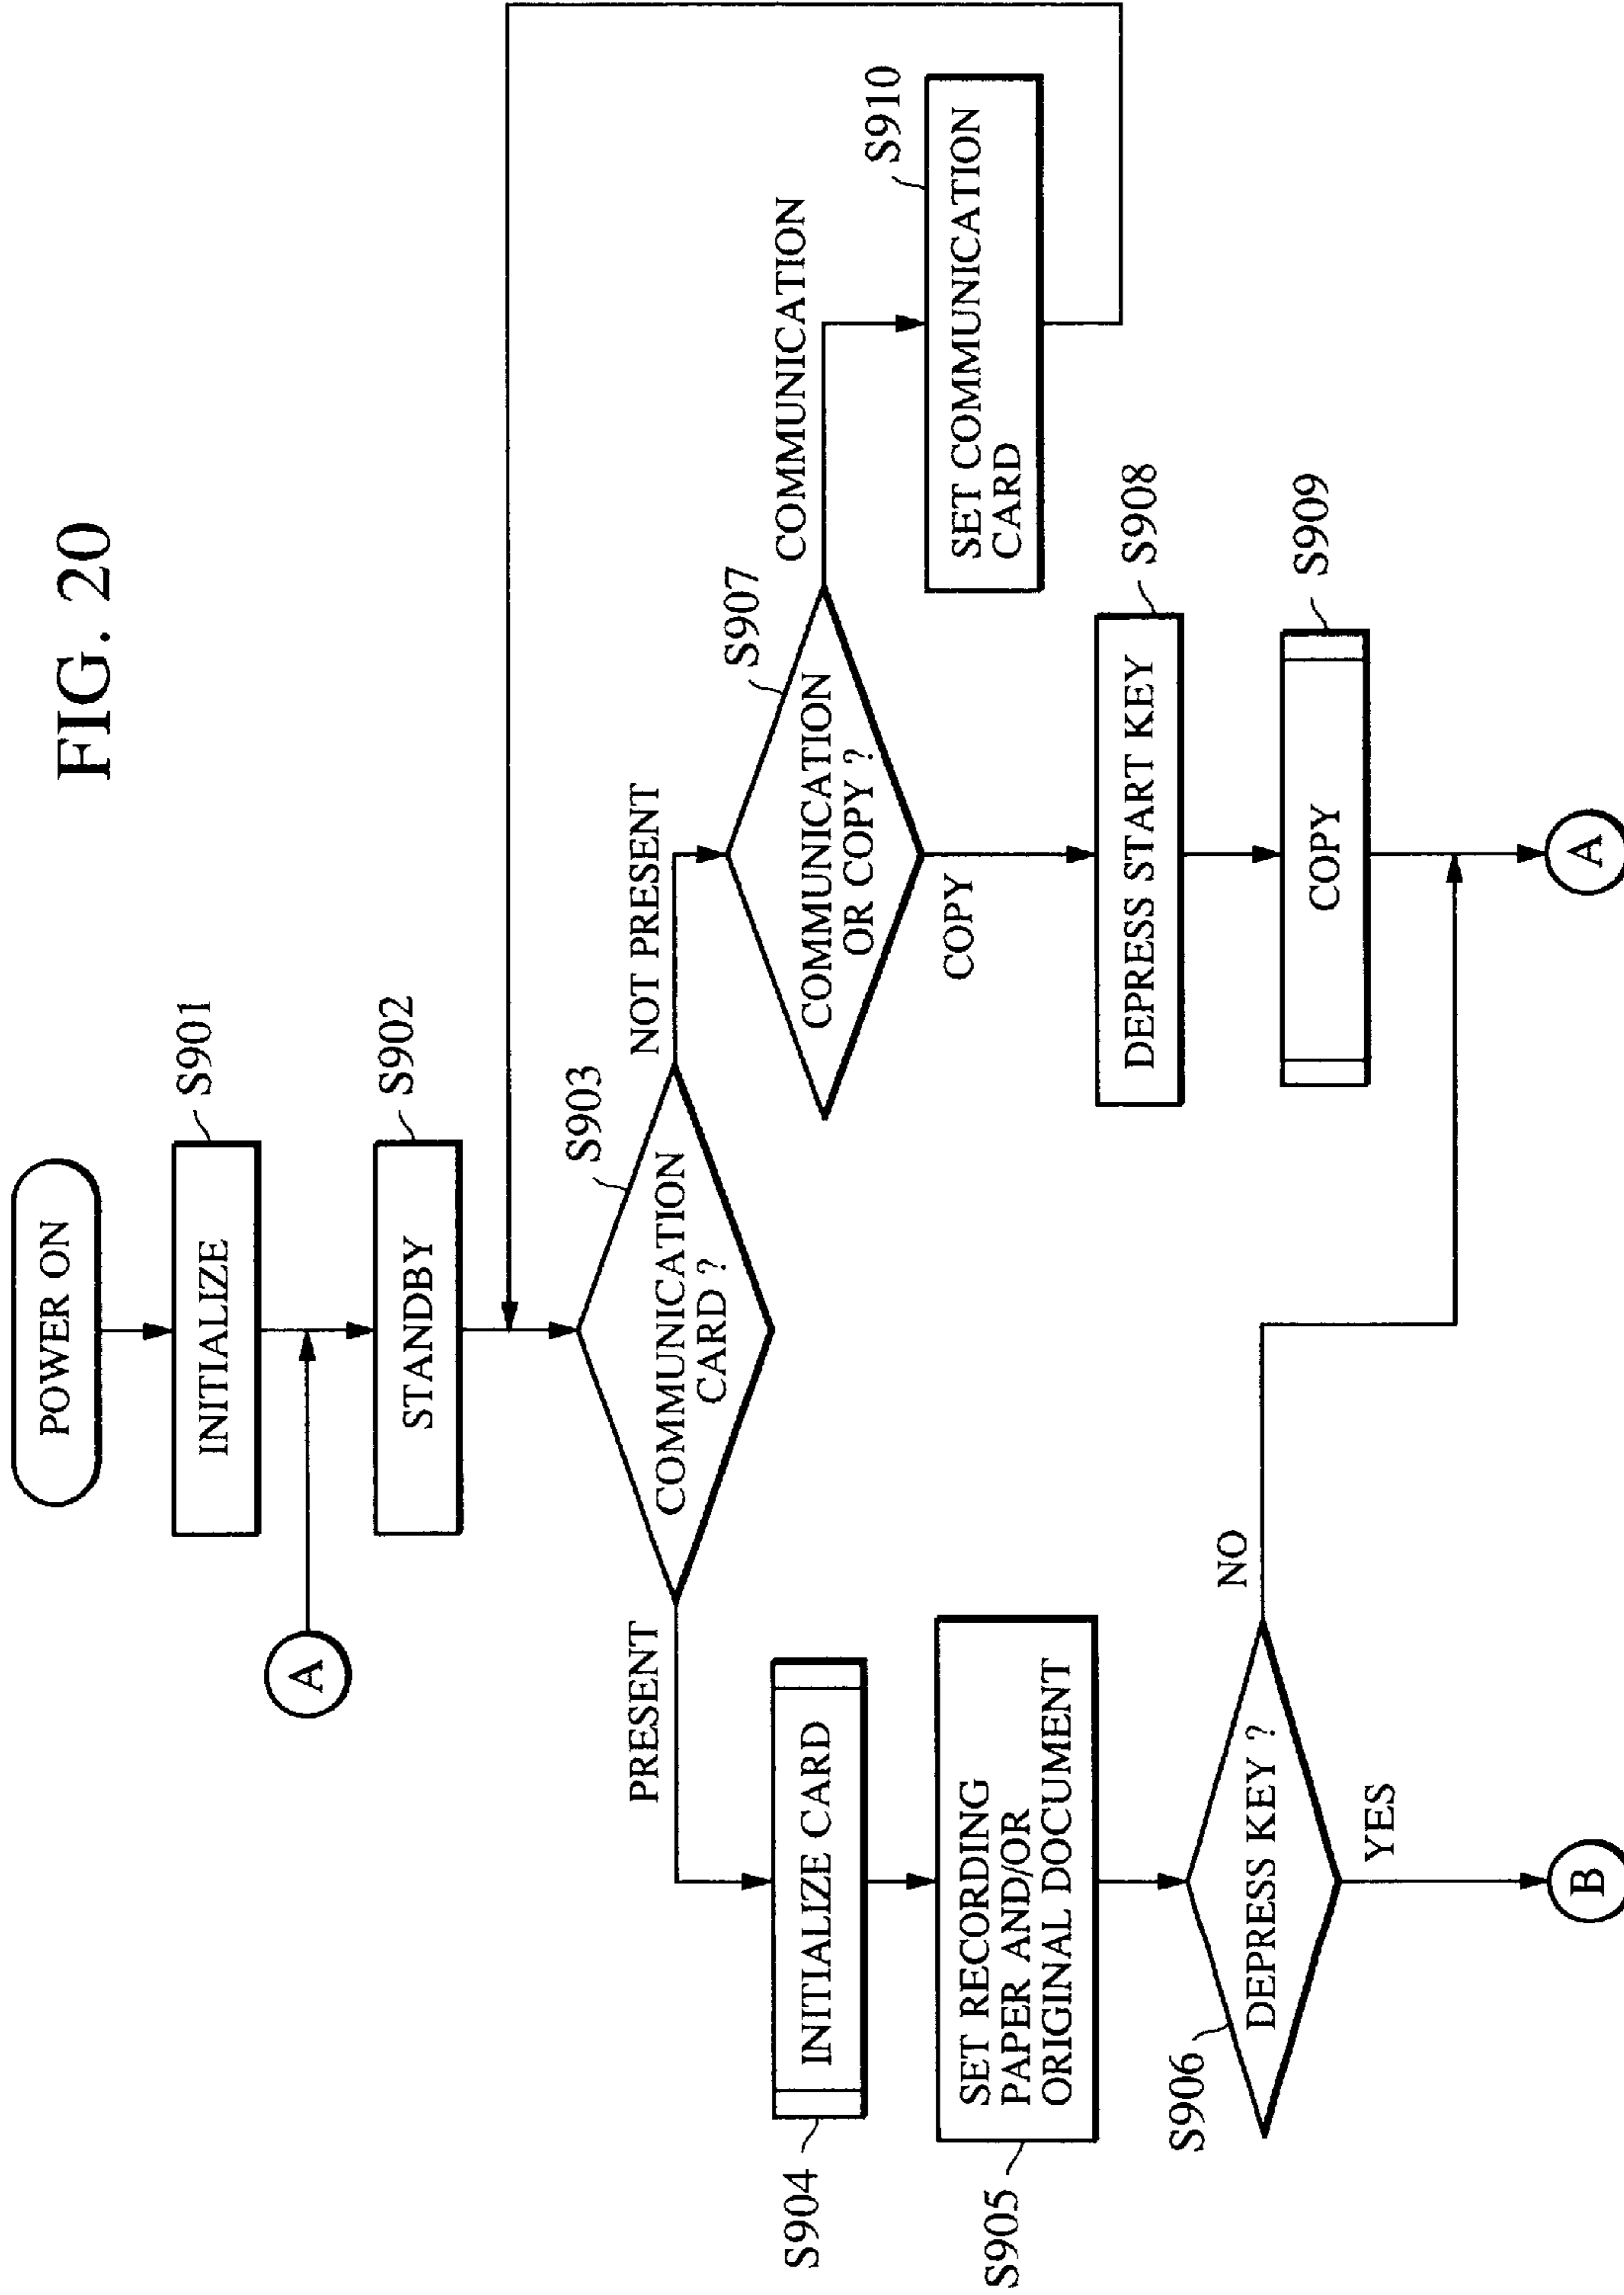 FIG. 20
POWER ON
INITIALIZE
S901
A
STANDBY
S902
COMMUNICATION
CARD ?
S903
PRESENT
NOT PRESENT
INITIALIZE CARD
S904
SET RECORDING
PAPER AND/OR
ORIGINAL DOCUMENT
S905
DEPRESS KEY ?
S906
NO
YES
B
COMMUNICATION
OR COPY ?
S907
COMMUNICATION
COPY
SET COMMUNICATION
CARD
S910
DEPRESS START KEY
S908
COPY
S909
A